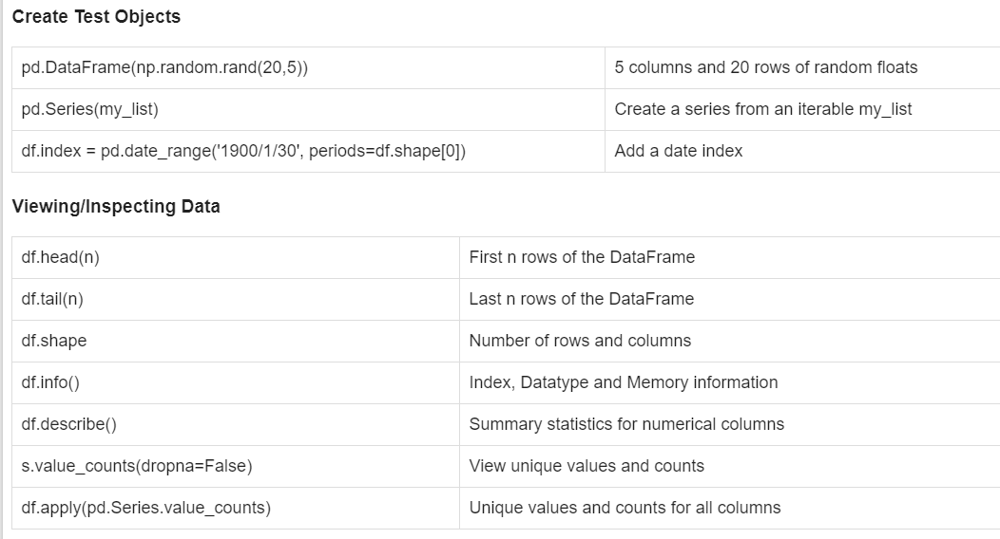 Create Test Objects
pd.DataFrame(np.random.rand(20,5)) 5 columns and 20 rows of random floats
pd.Series(my_list) Create a series from an iterable my_list
df.index = pd.date_range('1900/1/30', periods=df.shape[0]) Add a date index
Viewing/Inspecting Data
df.head(n) First n rows of the DataFrame
df.tail(n) Last n rows of the DataFrame
df.shape Number of rows and columns
df.info() Index, Datatype and Memory information
df.describe() Summary statistics for numerical columns
s.value_counts(dropna=False) View unique values and counts
df.apply(pd.Series.value_counts) Unique values and counts for all columns